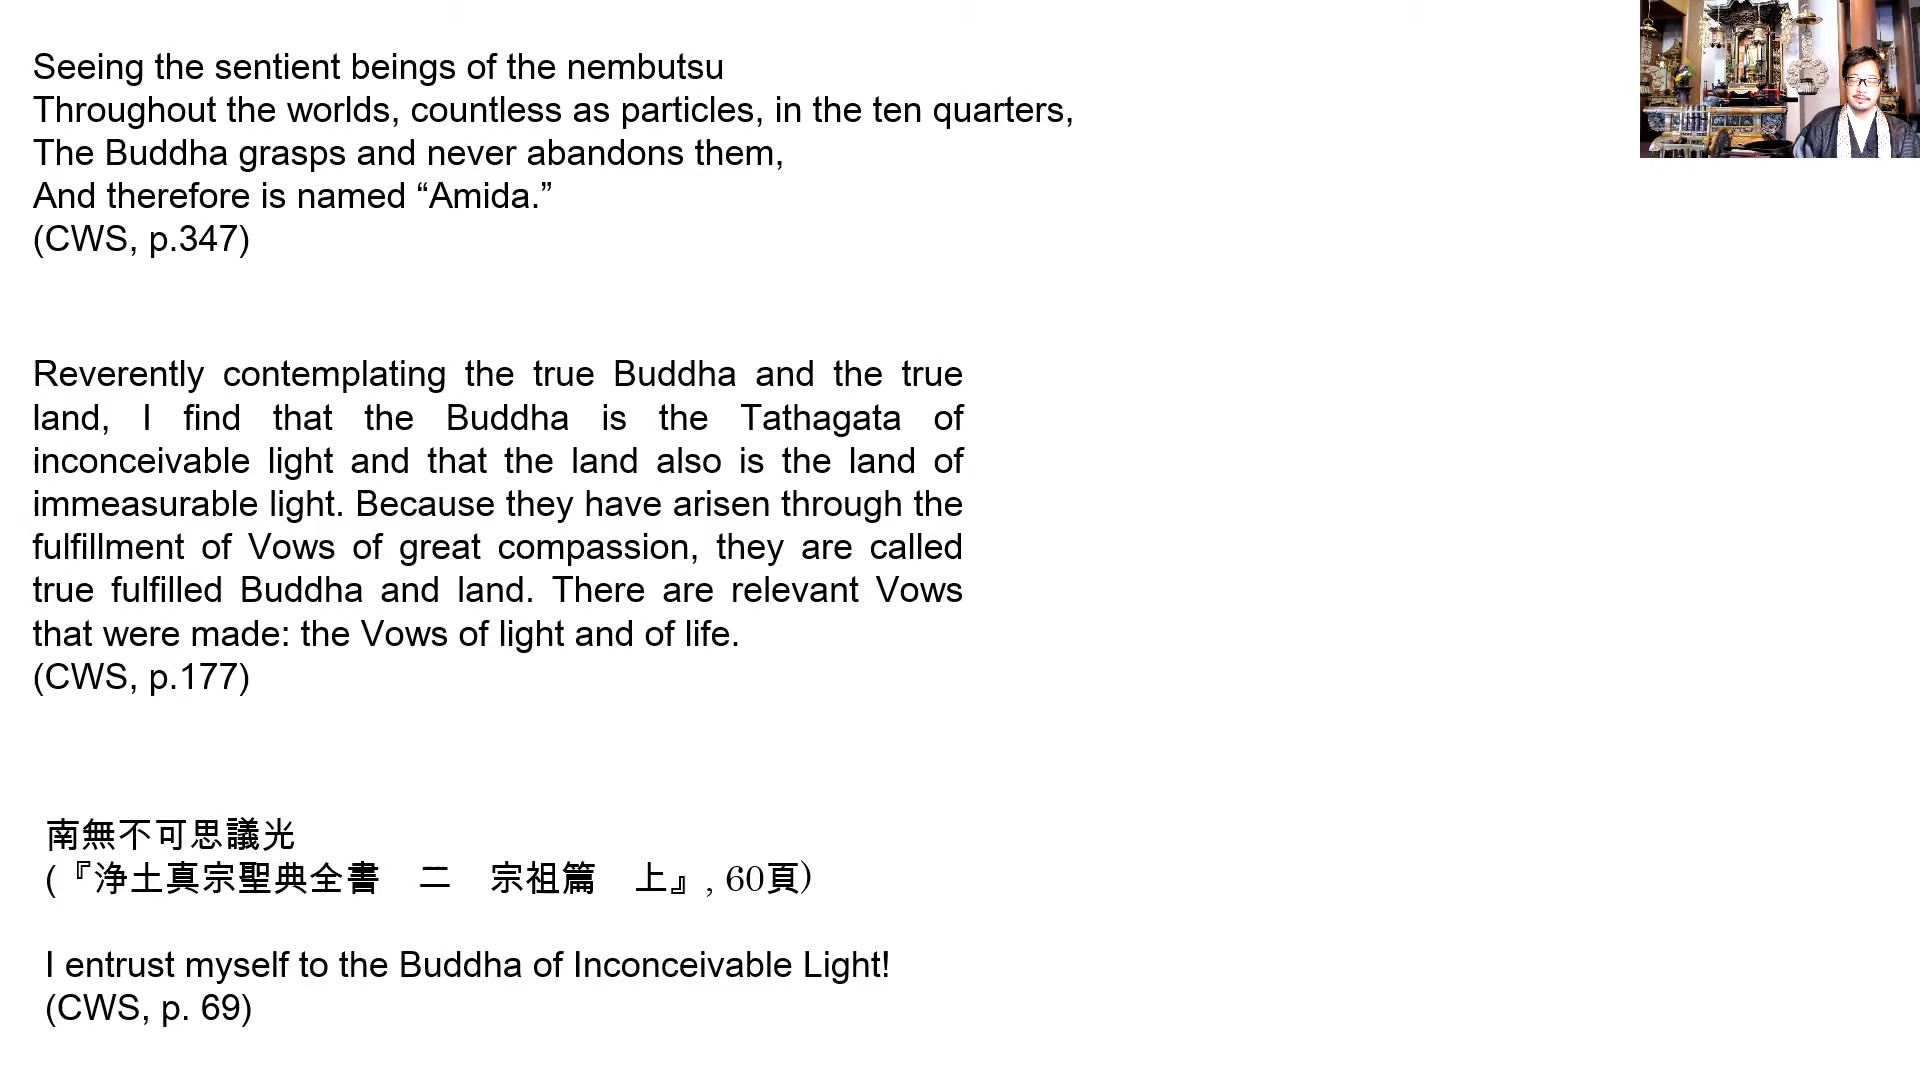 Seeing the sentient beings of the nembutsu
Throughout the worlds, countless as particles, in the ten quarters,
The Buddha grasps and never abandons them,
And therefore is named “Amida.”
(CWS, p.347)
Reverently contemplating the true Buddha and the true
land, I find that the Buddha is the Tathagata of
inconceivable light and that the land also is the land of
immeasurable light. Because they have arisen through the
fulfillment of Vows of great compassion, they are called
true fulfilled Buddha and land. There are relevant Vows
that were made: the Vows of light and of life.
(CWS, p.177)
南無不可思議光
(『浄土真宗聖典全書　二　宗祖篇　上』, 60頁)
I entrust myself to the Buddha of Inconceivable Light!
(CWS, p. 69)